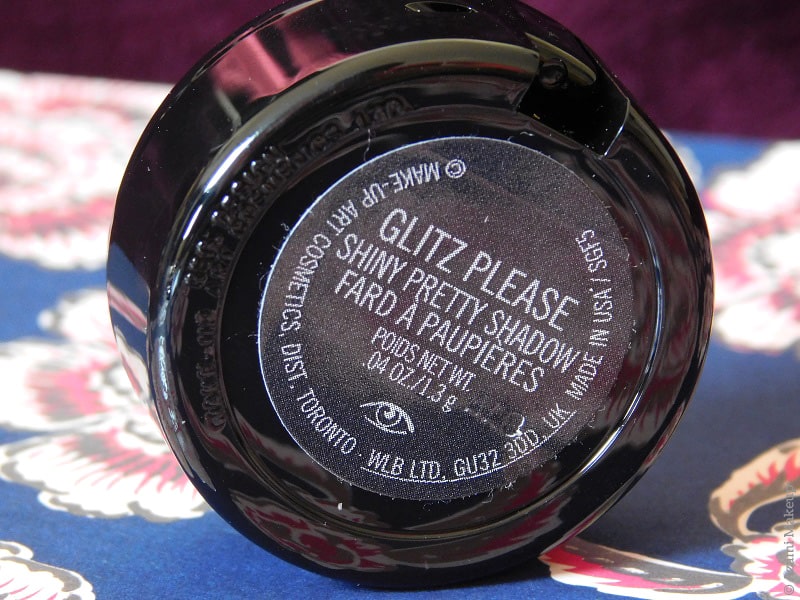 GLITZ PLEASE
SHINY PRETTY SHADOW
FARD À PAUPIÈRES
POIDS NET WT.
.04 OZ/1.3 g
© MAKE-UP ART COSMETICS, DIST. TORONTO · WLB LTD, GU32 3DD, UK. MADE IN USA / SGF5